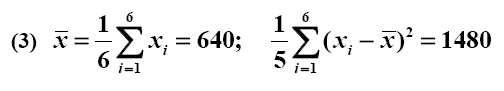 (3) x̄ = 1/6 ∑_{i=1}^{6} x_i = 640; 1/5 ∑_{i=1}^{6} (x_i − x̄)² = 1480